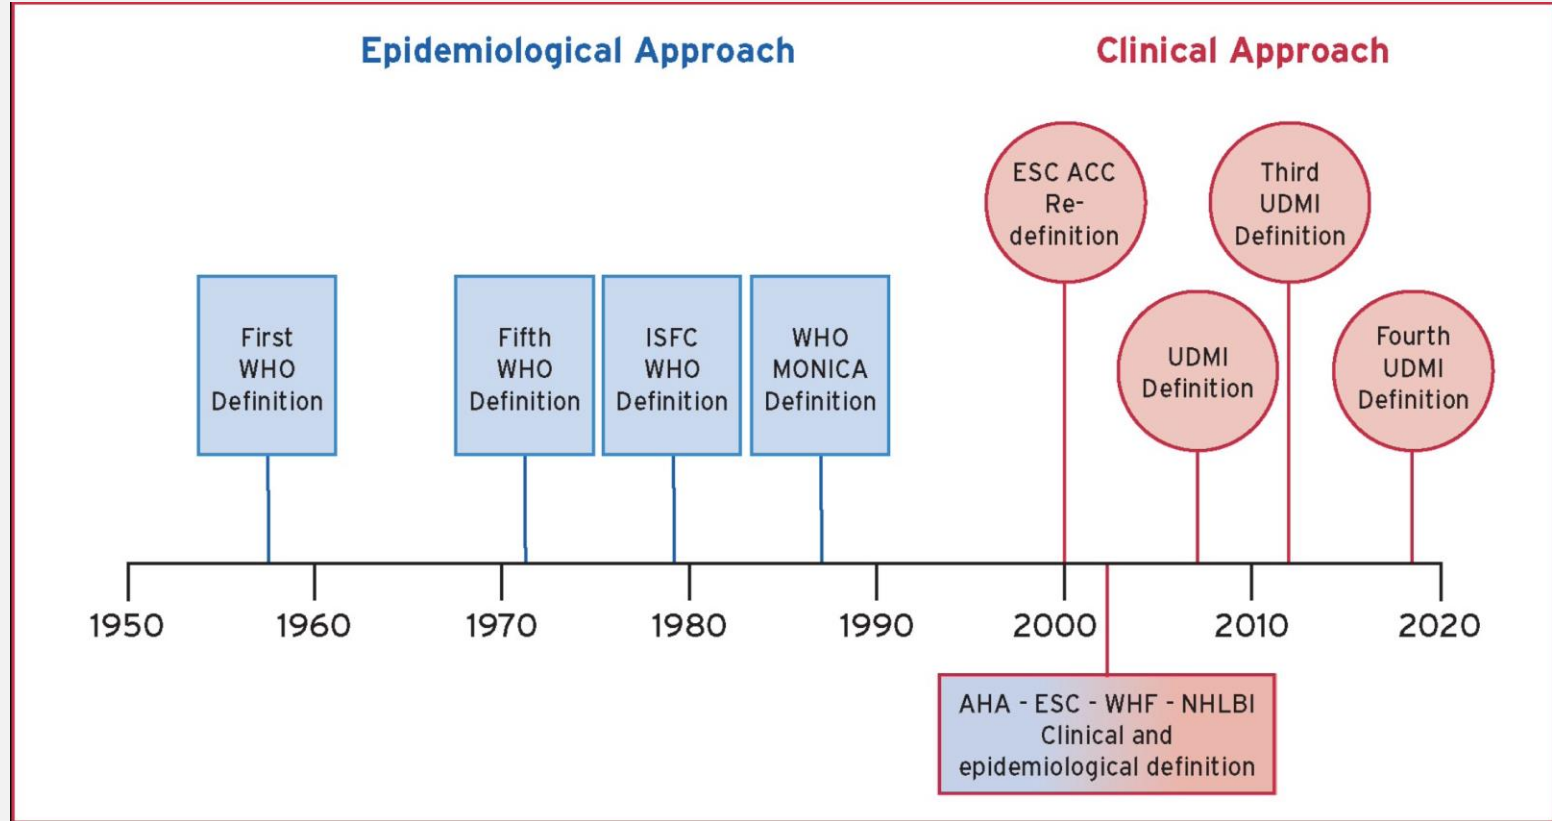 Epidemiological Approach
Clinical Approach
First
WHO
Definition
Fifth
WHO
Definition
ISFC
WHO
Definition
WHO
MONICA
Definition
ESC ACC
Re-
definition
UDMI
Definition
Third
UDMI
Definition
Fourth
UDMI
Definition
1950
1960
1970
1980
1990
2000
2010
2020
AHA - ESC - WHF - NHLBI
Clinical and
epidemiological definition